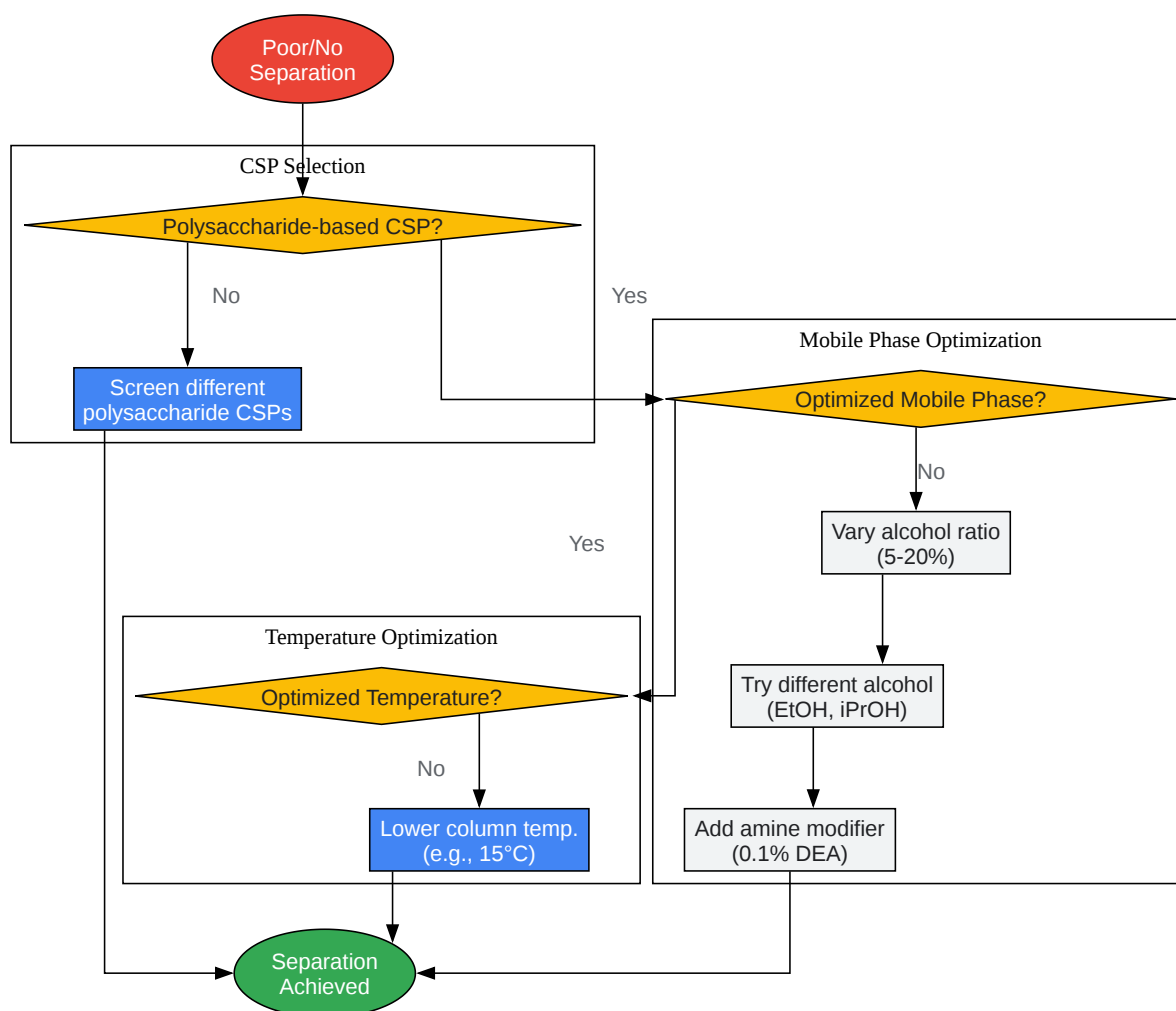 Poor/No
Separation
CSP Selection
Polysaccharide-based CSP?
No
Yes
Screen different
polysaccharide CSPs
Mobile Phase Optimization
Optimized Mobile Phase?
No
Vary alcohol ratio
(5-20%)
Yes
Temperature Optimization
Optimized Temperature?
Try different alcohol
(EtOH, iPrOH)
No
Lower column temp.
(e.g., 15°C)
Add amine modifier
(0.1% DEA)
Separation
Achieved